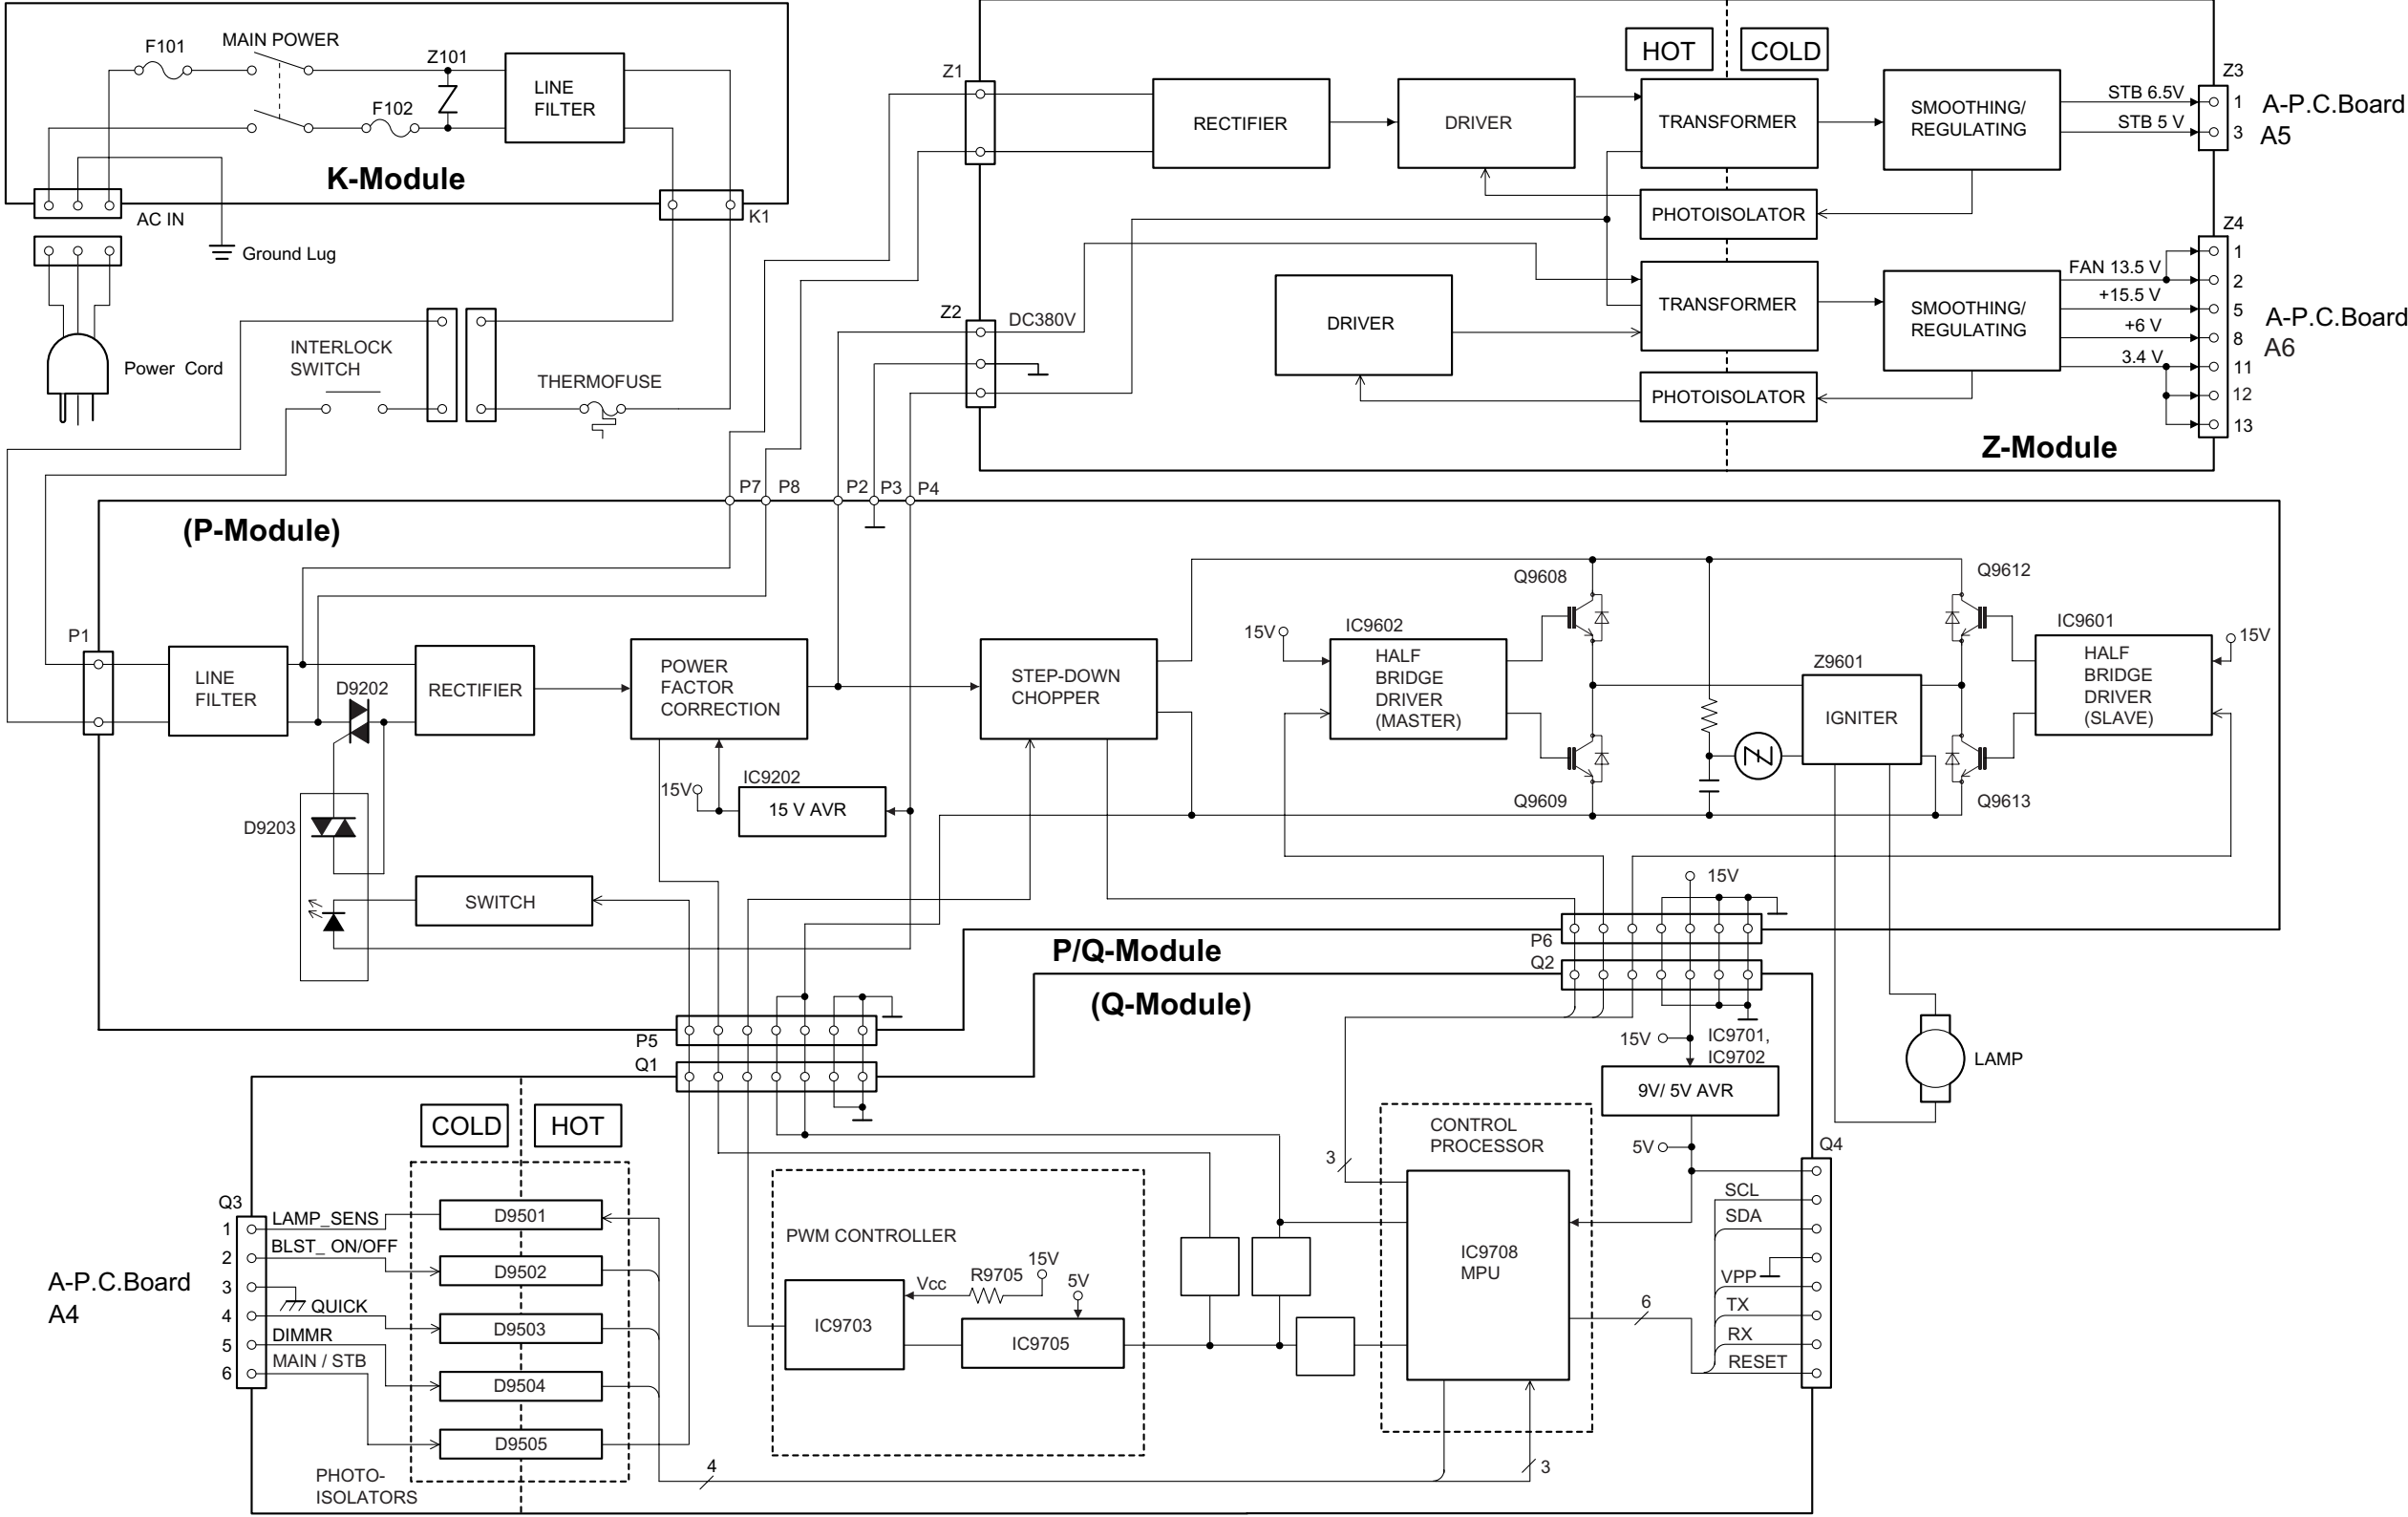 F101
MAIN POWER
Z101
F102
LINE
FILTER
K-Module
AC IN
K1
Ground Lug
Power  Cord
INTERLOCK
SWITCH
THERMOFUSE
Z1
HOT
COLD
RECTIFIER
DRIVER
TRANSFORMER
SMOOTHING/
REGULATING
PHOTOISOLATOR
STB 6.5V
STB 5 V
Z3
1
3
A-P.C.Board
A5
Z2
DC380V
DRIVER
TRANSFORMER
SMOOTHING/
REGULATING
PHOTOISOLATOR
FAN 13.5 V
+15.5 V
+6 V
3.4 V
Z4
1
2
5
8
11
12
13
A-P.C.Board
A6
Z-Module
P7
P8
P2
P3
P4
(P-Module)
P1
LINE
FILTER
D9202
RECTIFIER
POWER
FACTOR
CORRECTION
STEP-DOWN
CHOPPER
15V
IC9202
15 V AVR
D9203
SWITCH
15V
IC9602
HALF
BRIDGE
DRIVER
(MASTER)
Q9608
Q9609
Z9601
IGNITER
Q9612
Q9613
IC9601
HALF
BRIDGE
DRIVER
(SLAVE)
15V
15V
P/Q-Module
P6
Q2
(Q-Module)
P5
Q1
15V
IC9701,
IC9702
9V/ 5V AVR
5V
LAMP
COLD
HOT
Q3
1
2
3
4
5
6
LAMP_SENS
BLST_ ON/OFF
QUICK
DIMMR
MAIN / STB
A-P.C.Board
A4
D9501
D9502
D9503
D9504
D9505
PHOTO-
ISOLATORS
4
PWM CONTROLLER
IC9703
Vcc
R9705
15V
5V
IC9705
CONTROL
PROCESSOR
3
IC9708
MPU
6
3
Q4
SCL
SDA
VPP
TX
RX
RESET